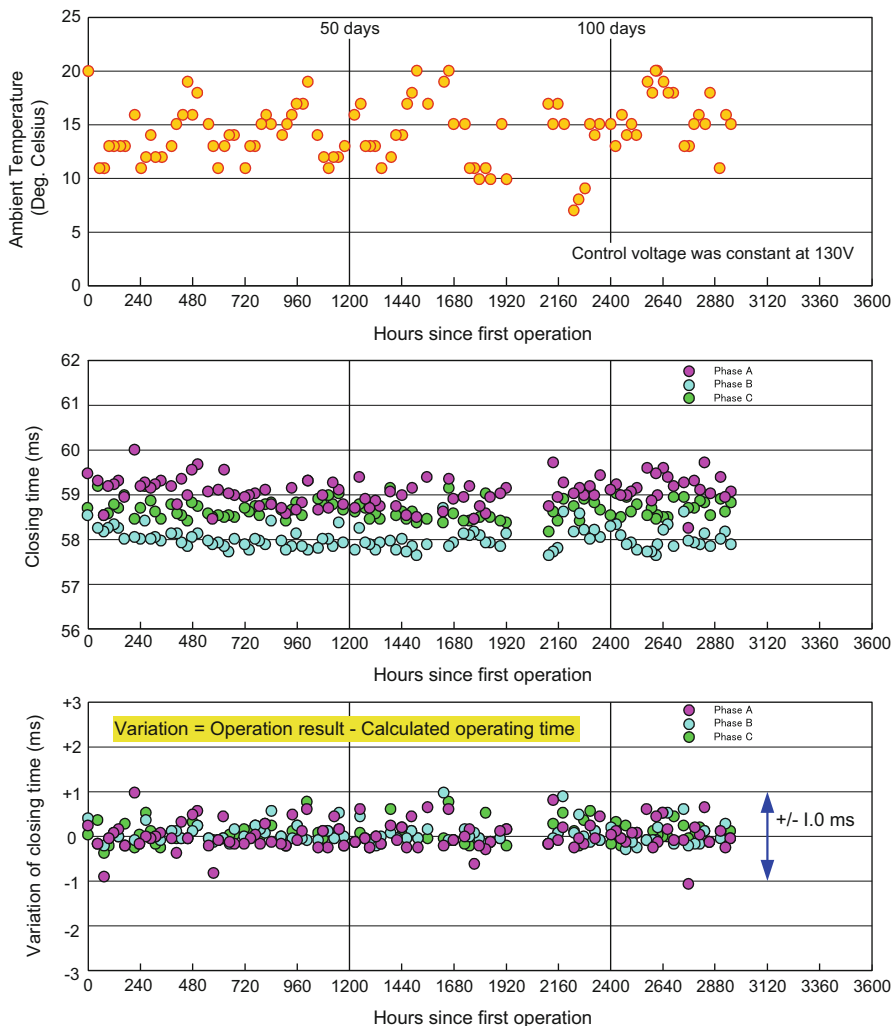 50 days 100 days
25
20
15
10
5
0
Ambient Temperature
(Deg. Celsius)
Control voltage was constant at 130V
0 240 480 720 960 1200 1440 1680 1920 2160 2400 2640 2880 3120 3360 3600
Hours since first operation
62
61
60
59
58
57
56
Closing time (ms)
Phase A
Phase B
Phase C
0 240 480 720 960 1200 1440 1680 1920 2160 2400 2640 2880 3120 3360 3600
Hours since first operation
+3
+2
+1
0
-1
-2
-3
Variation of closing time (ms)
Variation = Operation result - Calculated operating time
Phase A
Phase B
Phase C
+/- I.0 ms
0 240 480 720 960 1200 1440 1680 1920 2160 2400 2640 2880 3120 3360 3600
Hours since first operation